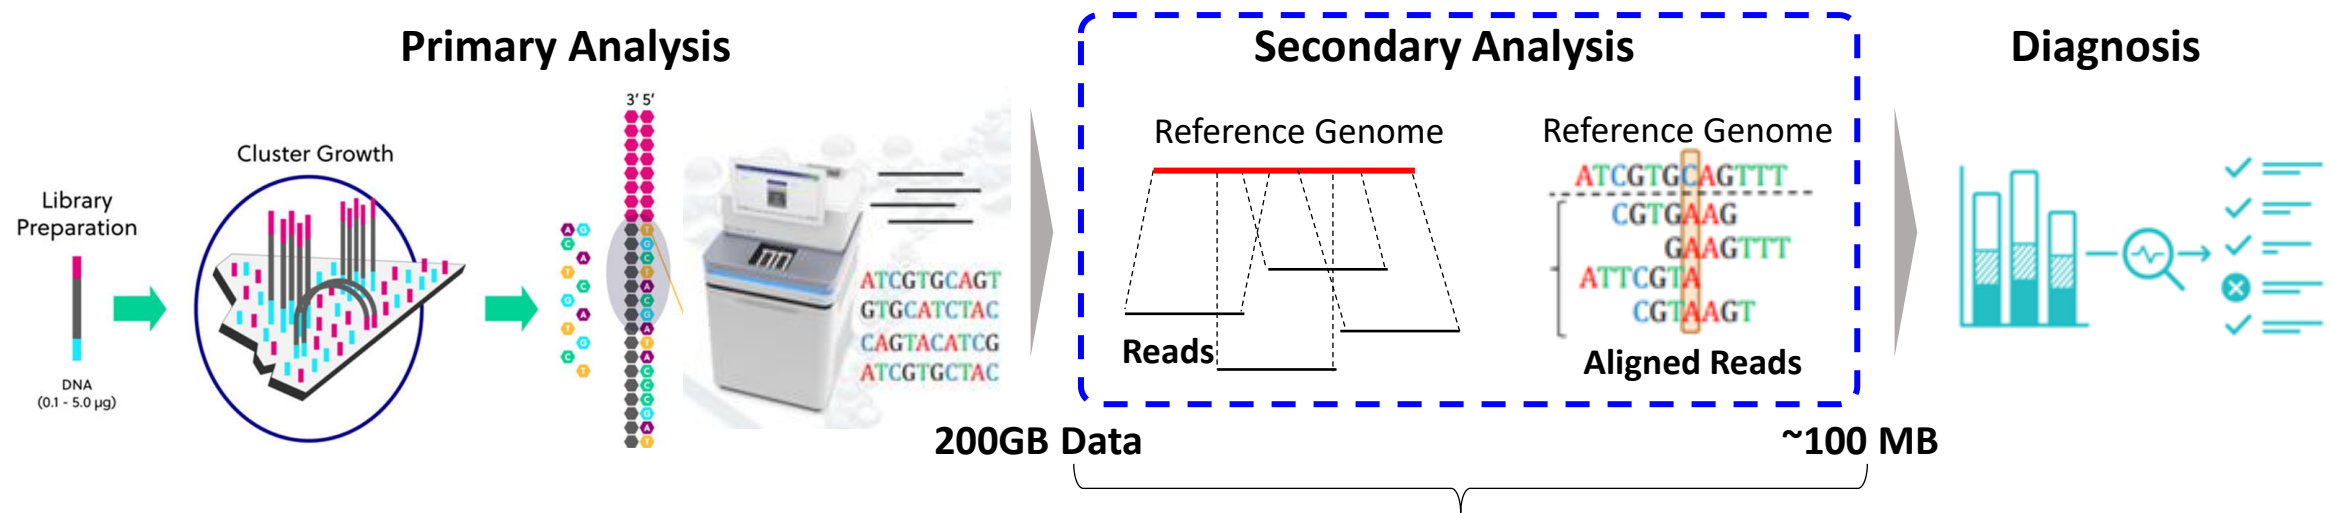 Primary Analysis
Secondary Analysis
Diagnosis
Library
Preparation
DNA
(0.1 - 5.0 µg)
Cluster Growth
3' 5'
A G
C
A
T
C
G
A
T
G
C
T
T
G
C
T
A
C
G
A
T
A
C
C
G
A
T
ATCGTGCAGT
GTGCATCTAC
CAGTACATCG
ATCGTGCTAC
Reference Genome
Reads
Reference Genome
ATCGTGCAGTTT
CGTGAAG
GAAGTTT
ATTCGTA
CGTAAGT
Aligned Reads
200GB Data
~100 MB